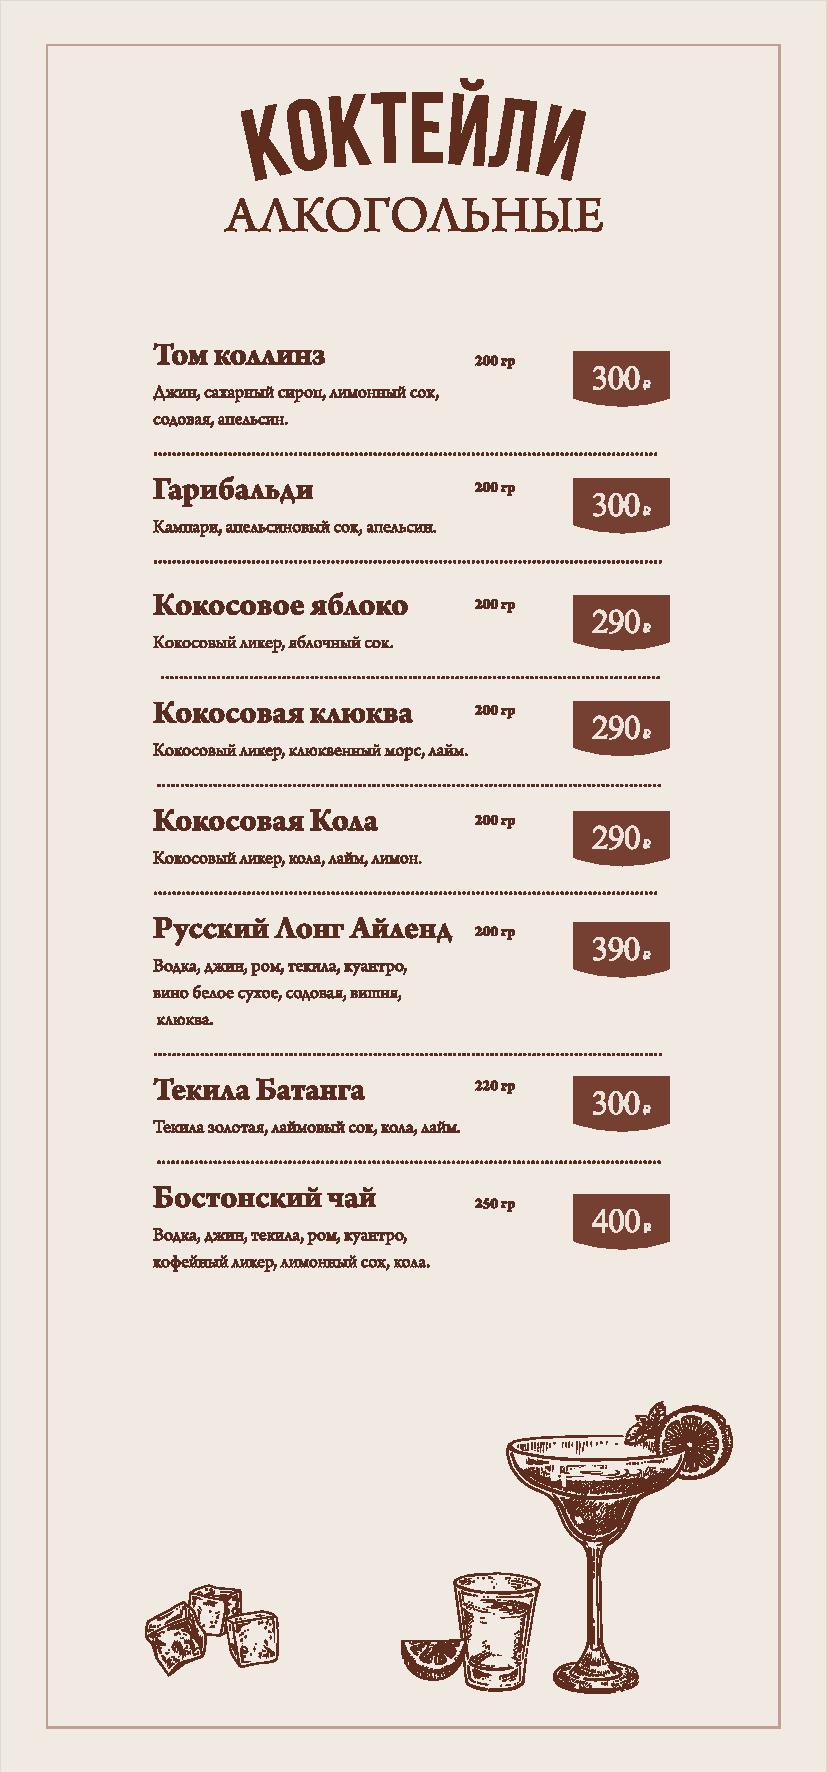 КОКТЕЙЛИ
АЛКОГОЛЬНЫЕ
Том коллинз 200 гр 300 ₽
Джин, сахарный сироп, лимонный сок,
содовая, апельсин.
Гарибальди 200 гр 300 ₽
Кампари, апельсиновый сок, апельсин.
Кокосовое яблоко 200 гр 290 ₽
Кокосовый ликер, яблочный сок.
Кокосовая клюква 200 гр 290 ₽
Кокосовый ликер, клюквенный морс, лайм.
Кокосовая Кола 200 гр 290 ₽
Кокосовый ликер, кола, лайм, лимон.
Русский Лонг Айленд 200 гр 390 ₽
Водка, джин, ром, текила, куантро,
вино белое сухое, содовая, вишня,
клюква.
Текила Батанга 220 гр 300 ₽
Текила золотая, лаймовый сок, кола, лайм.
Бостонский чай 250 гр 400 ₽
Водка, джин, текила, ром, куантро,
кофейный ликер, лимонный сох, кола.